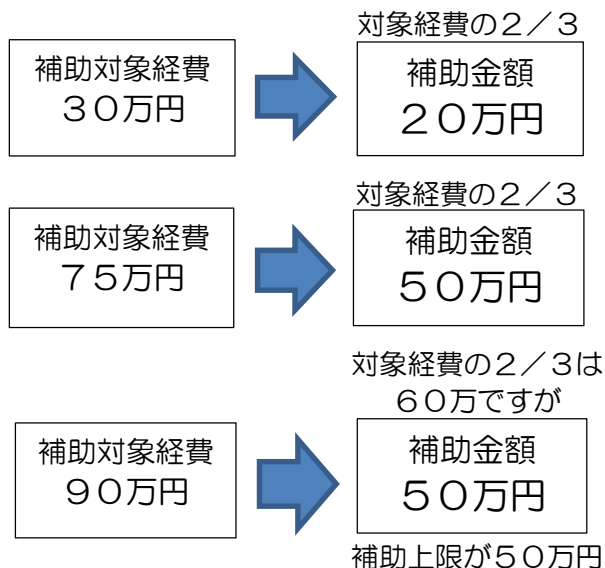 補助対象経費
３０万円
対象経費の２／３
補助金額
２０万円
補助対象経費
７５万円
対象経費の２／３
補助金額
５０万円
補助対象経費
９０万円
対象経費の２／３は
６０万ですが
補助金額
５０万円
補助上限が５０万円